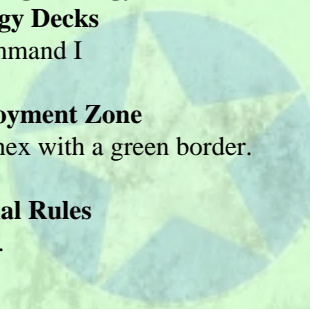 gy Decks
mmand I
oyment Zone
hex with a green border.
al Rules
.